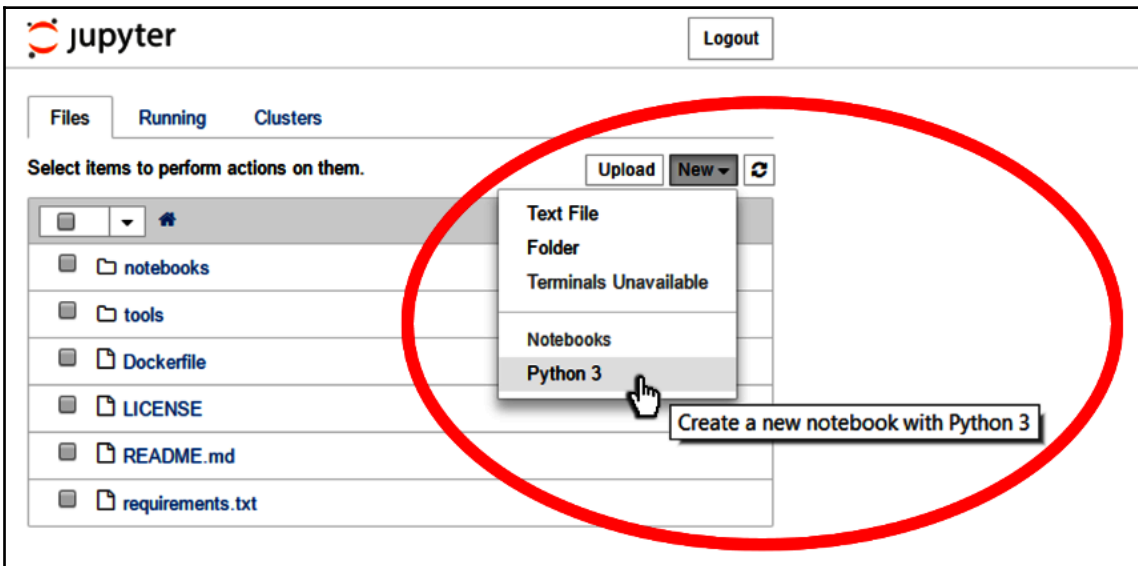 jupyter
Logout
Files Running Clusters
Select items to perform actions on them.
Upload New
Text File
Folder
Terminals Unavailable
Notebooks
Python 3
Create a new notebook with Python 3
notebooks
tools
Dockerfile
LICENSE
README.md
requirements.txt